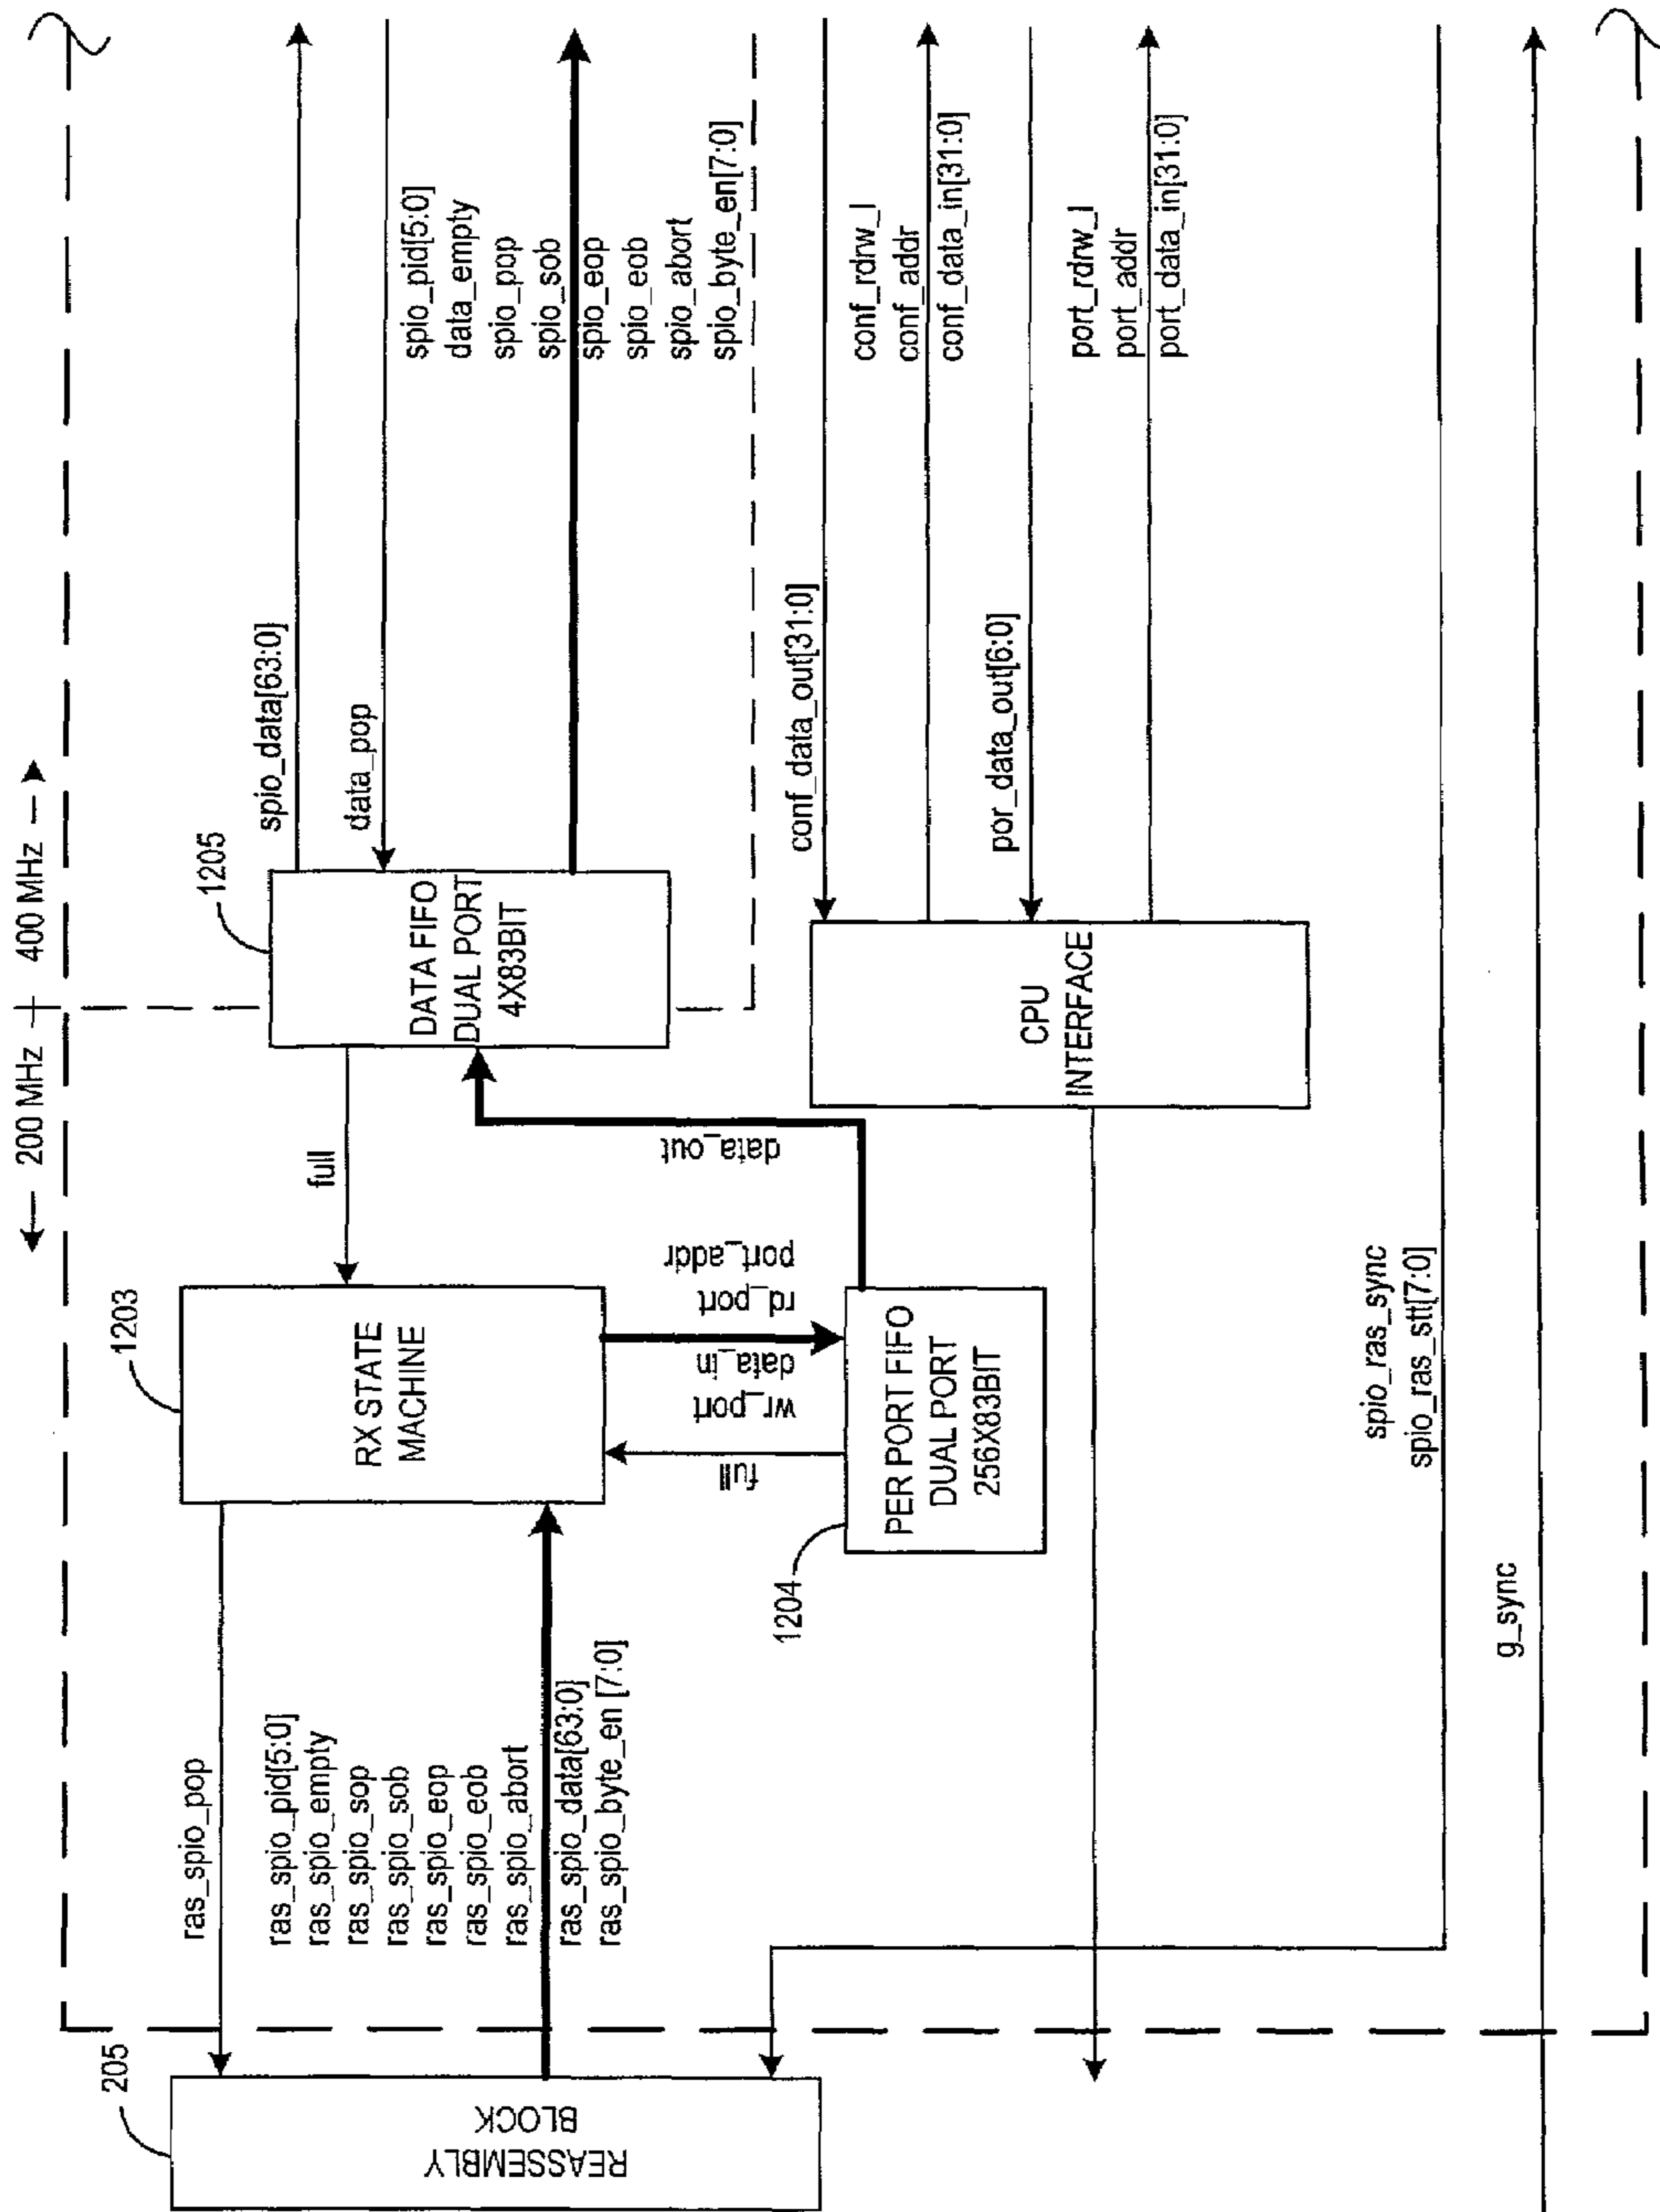 200 MHz
400 MHz
205
REASSEMBLY
BLOCK
ras_spio_pop
ras_spio_pid[5:0]
ras_spio_empty
ras_spio_sop
ras_spio_sob
ras_spio_eop
ras_spio_eob
ras_spio_abort
ras_spio_data[63:0]
ras_spio_byte_en [7:0]
1203
RX STATE
MACHINE
full
1205
DATA FIFO
DUAL PORT
4X83BIT
spio_data[63:0]
data_pop
spio_pid[5:0]
data_empty
spio_pop
spio_sob
spio_eop
spio_eob
spio_abort
spio_byte_en[7:0]
full
wr_port
data_in
rd_port
port_addr
data_out
1204
PER PORT FIFO
DUAL PORT
256X83BIT
CPU
INTERFACE
conf_data_out[31:0]
conf_rdrw_l
conf_addr
conf_data_in[31:0]
por_data_out[6:0]
port_rdrw_l
port_addr
port_data_in[31:0]
spio_ras_sync
spio_ras_stt[7:0]
g_sync